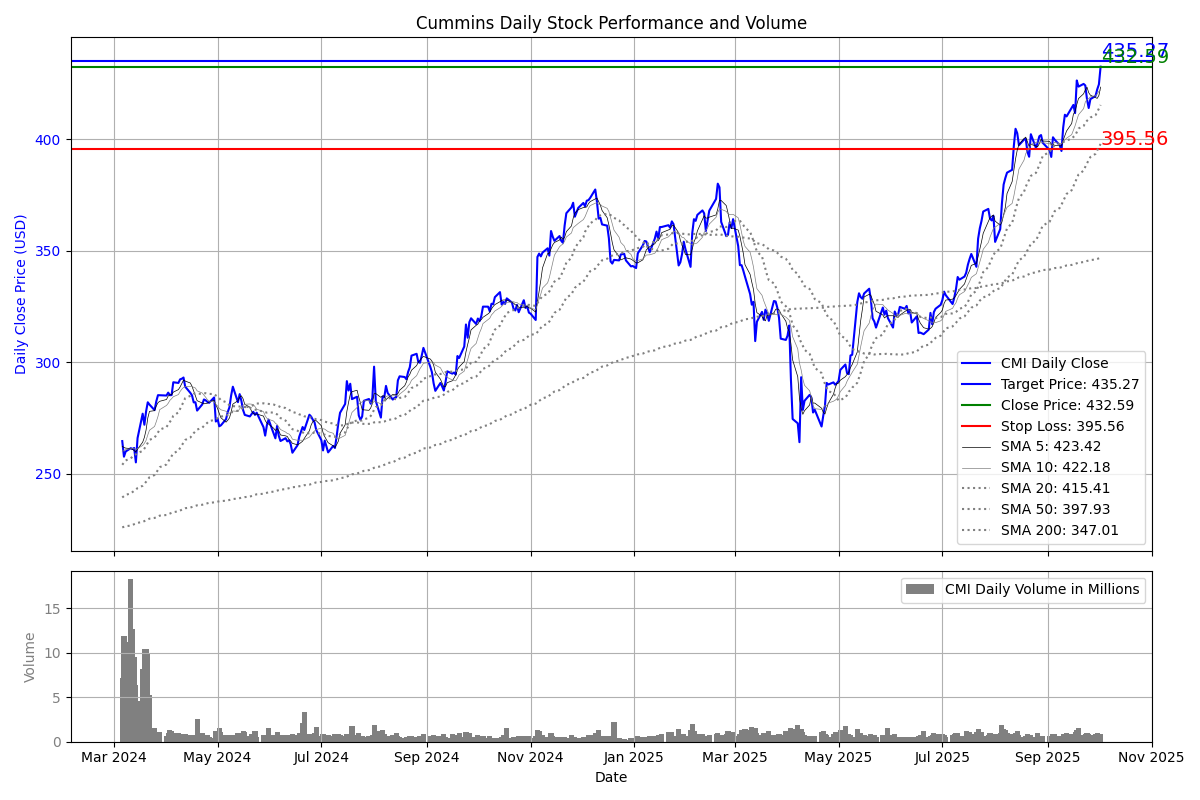 Cummins Daily Stock Performance and Volume
435.27
432.59
400
395.56
350
300
250
Daily Close Price (USD)
CMI Daily Close
Target Price: 435.27
Close Price: 432.59
Stop Loss: 395.56
SMA 5: 423.42
SMA 10: 422.18
SMA 20: 415.41
SMA 50: 397.93
SMA 200: 347.01
CMI Daily Volume in Millions
15
10
5
0
Volume
Mar 2024
May 2024
Jul 2024
Sep 2024
Nov 2024
Jan 2025
Mar 2025
May 2025
Jul 2025
Sep 2025
Nov 2025
Date